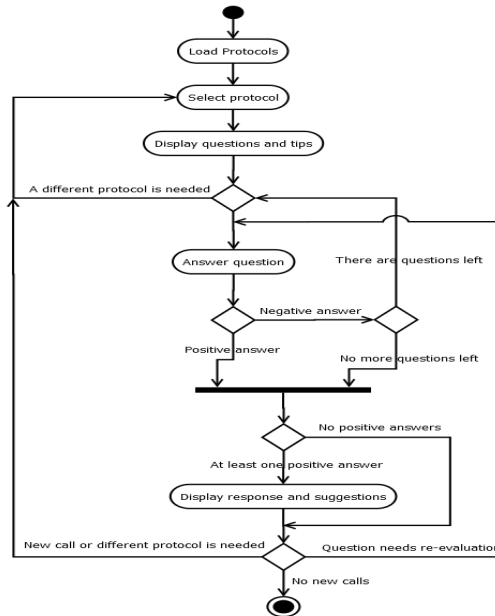 Load Protocols
Select protocol
Display questions and tips
A different protocol is needed
Answer question
There are questions left
Negative answer
Positive answer
No more questions left
No positive answers
At least one positive answer
Display response and suggestions
New call or different protocol is needed
Question needs re-evaluation
No new calls